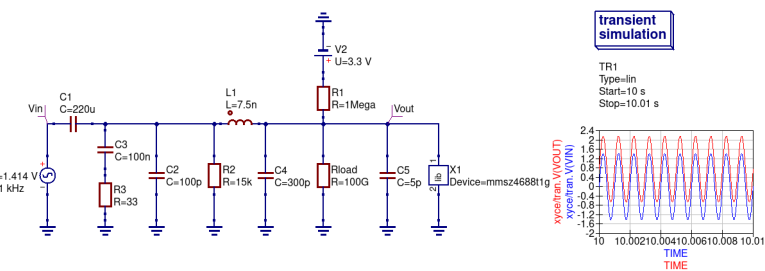 transient
simulation
TR1
Type=lin
Start=10 s
Stop=10.01 s
V2
U=3.3 V
R1
R=1Mega
L1
L=7.5n
C1
C=220u
Vin
Vout
C3
C=100n
R3
R=33
C2
C=100p
R2
R=15k
C4
C=300p
Rload
R=100G
C5
C=5p
X1
Device=mmsz4688t1g
lib
1
2
=1.414 V
1 kHz
+
−
−
+
xyce/tran.V(VOUT)
xyce/tran.V(VIN)
2.4
2
1.6
1.2
0.8
0.4
0
-0.4
-0.8
-1.2
-1.6
-2
10 10.002 10.004 10.006 10.008 10.01
TIME
TIME